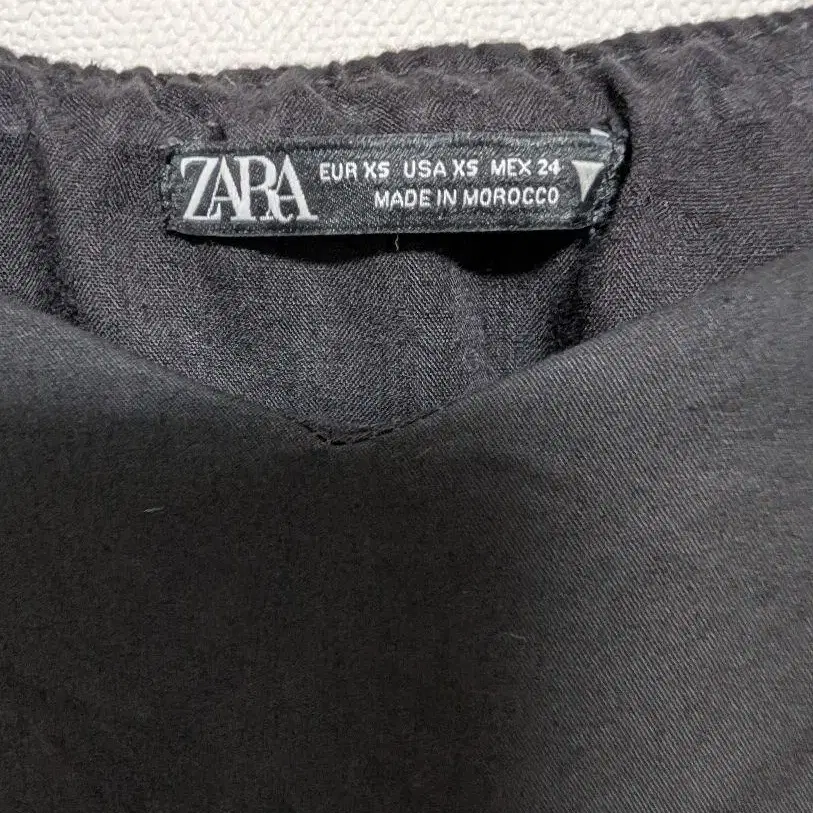 ZARA
EUR XS USA XS MEX 24
MADE IN MOROCCO